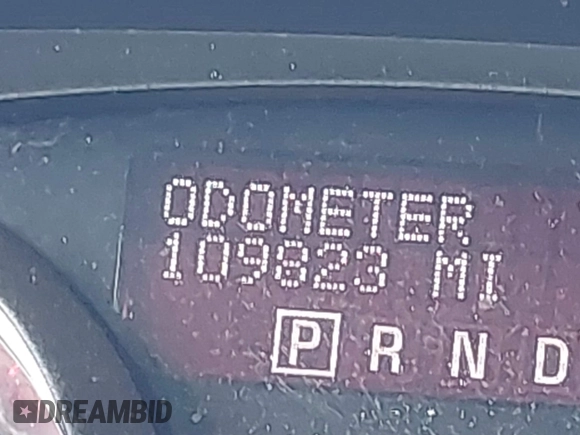 ODOMETER
109823 MI
P R N D
DREAMBID